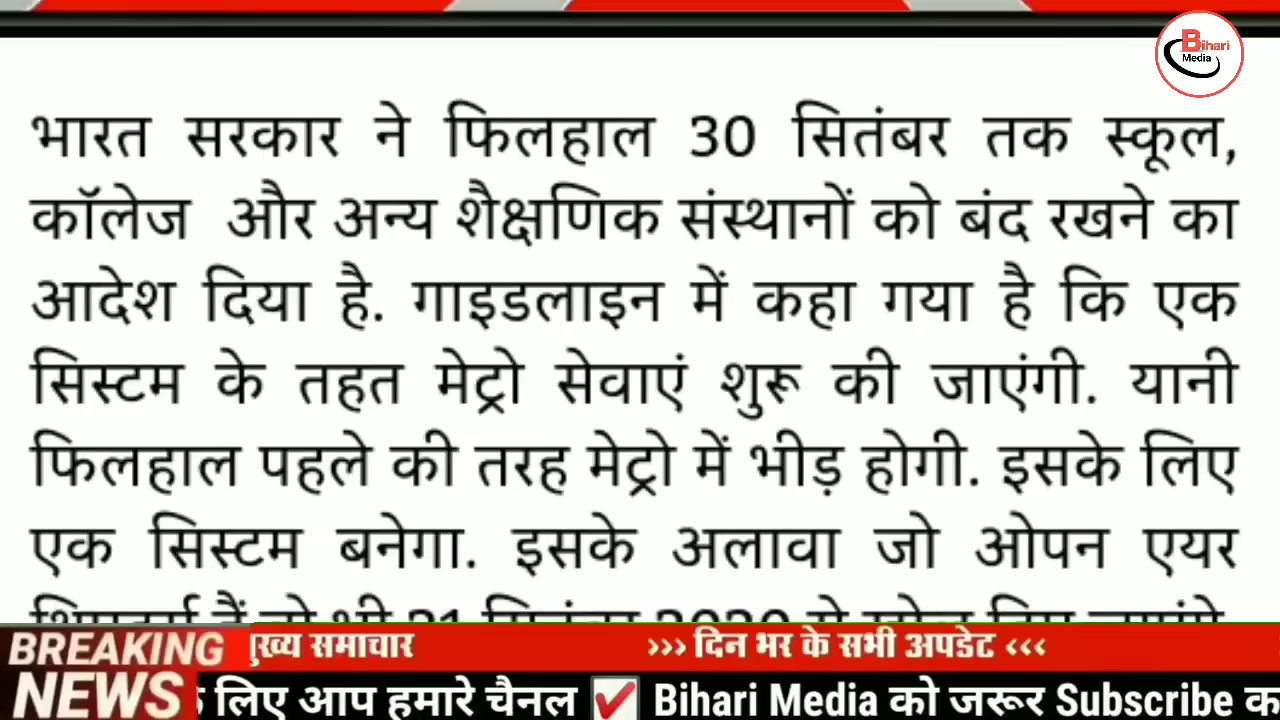 Bihari
Media
भारत सरकार ने फिलहाल 30 सितंबर तक स्कूल,
कॉलेज और अन्य शैक्षणिक संस्थानों को बंद रखने का
आदेश दिया है. गाइडलाइन में कहा गया है कि एक
सिस्टम के तहत मेट्रो सेवाएं शुरू की जाएंगी. यानी
फिलहाल पहले की तरह मेट्रो में भीड़ होगी. इसके लिए
एक सिस्टम बनेगा. इसके अलावा जो ओपन एयर
BREAKING
NEWS
समाचार >>> दिन भर के सभी अपडेट <<<
लिए आप हमारे चैनल ✔ Bihari Media को जरूर Subscribe